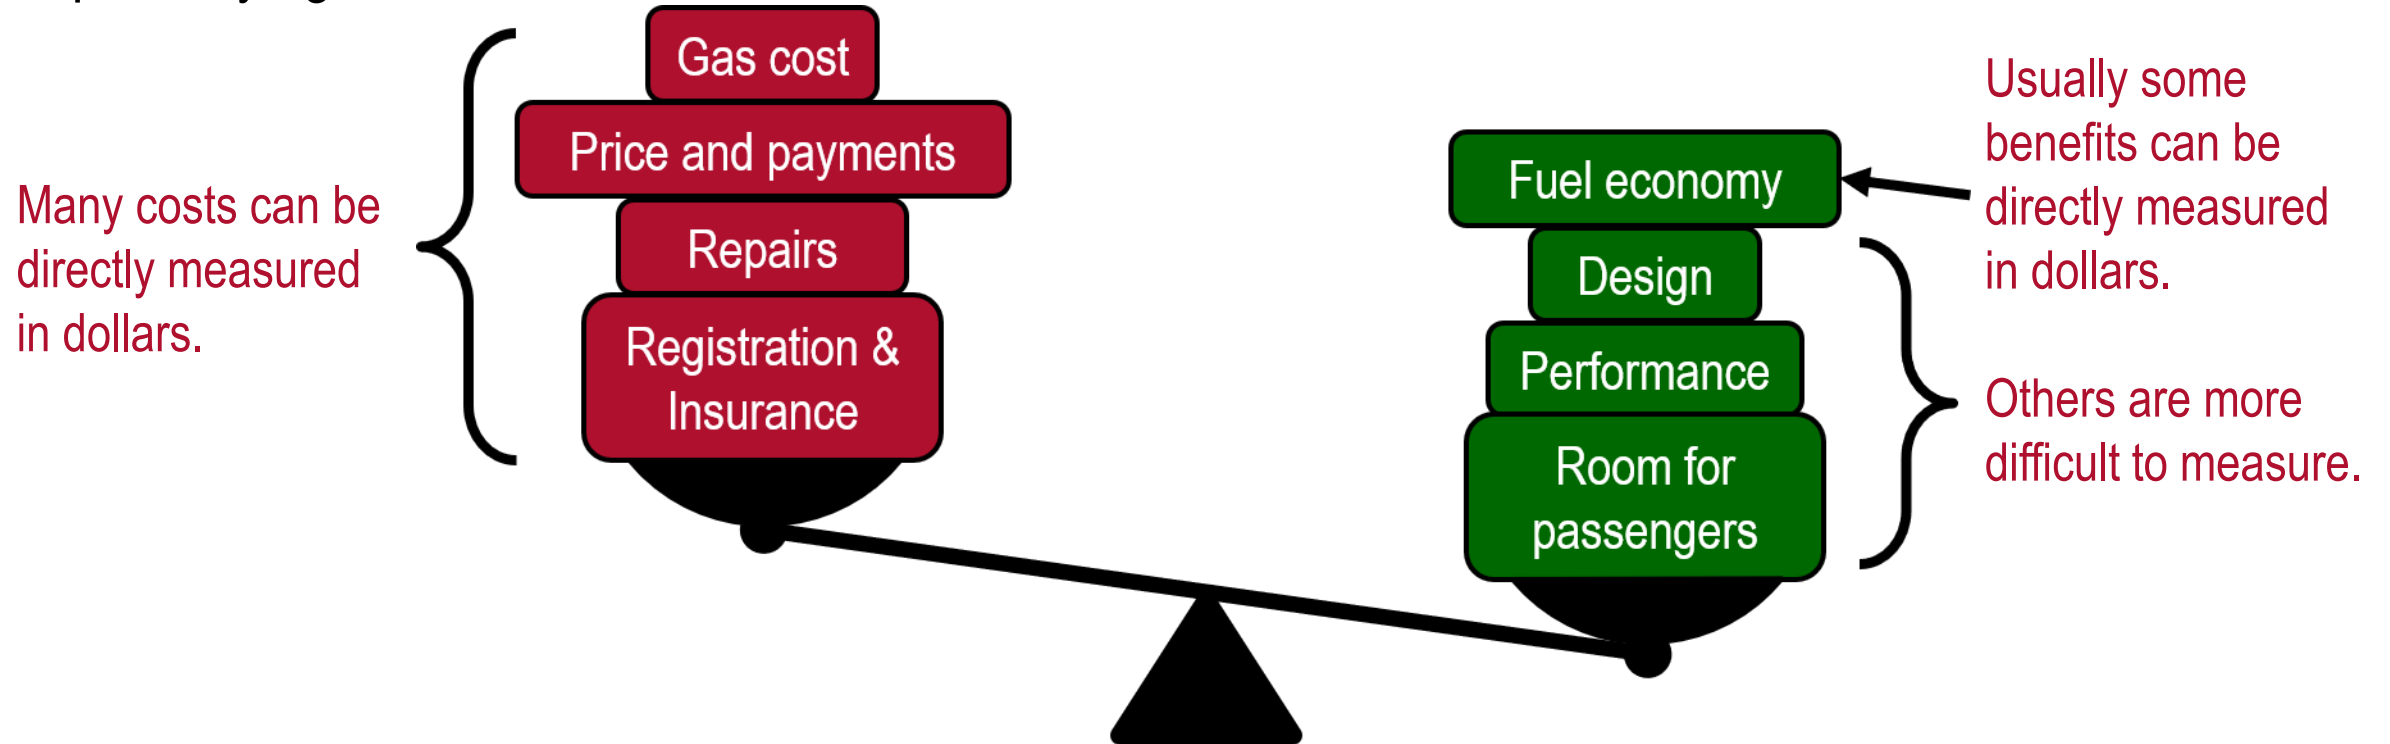 Many costs can be
directly measured
in dollars.
Gas cost
Price and payments
Repairs
Registration &
Insurance
Fuel economy
Design
Performance
Room for
passengers
Usually some
benefits can be
directly measured
in dollars.
Others are more
difficult to measure.